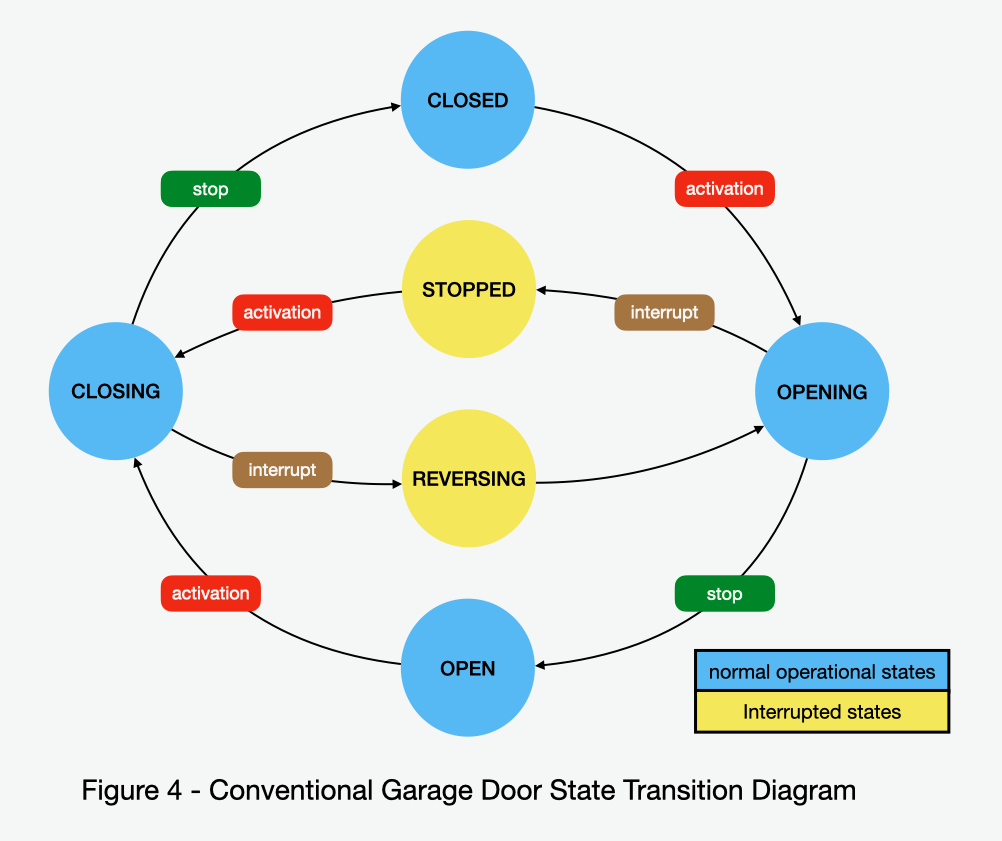 CLOSED
stop
activation
STOPPED
activation
interrupt
CLOSING
OPENING
interrupt
REVERSING
activation
stop
OPEN
normal operational states
Interrupted states
Figure 4 - Conventional Garage Door State Transition Diagram